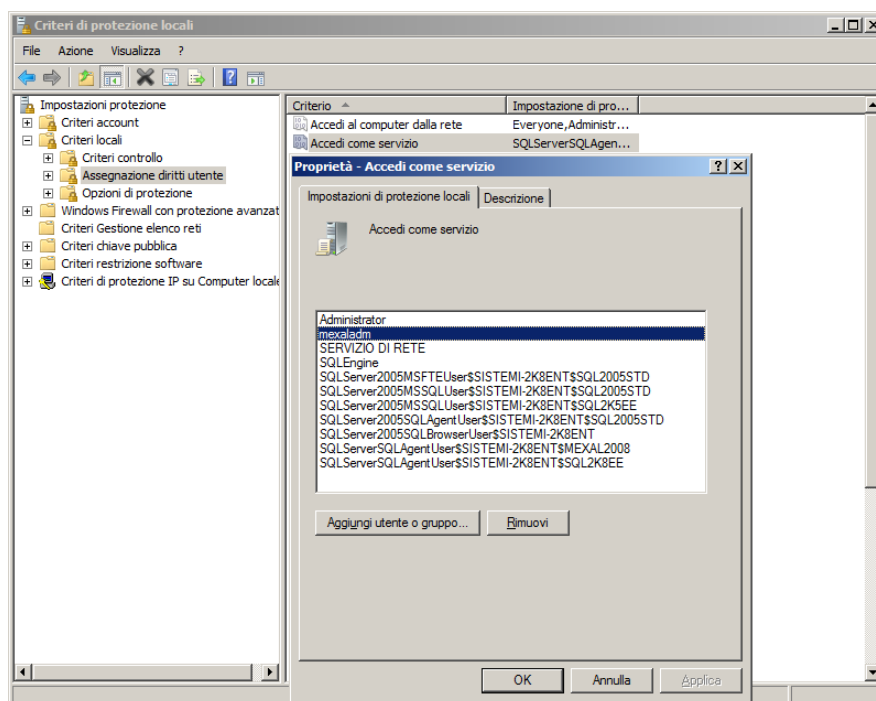 Criteri di protezione locali
File Azione Visualizza ?
Impostazioni protezione
Criteri account
Criteri locali
Criteri controllo
Assegnazione diritti utente
Opzioni di protezione
Windows Firewall con protezione avanzat
Criteri Gestione elenco reti
Criteri chiave pubblica
Criteri restrizione software
Criteri di protezione IP su Computer locale
Criterio Impostazione di pro...
Accedi al computer dalla rete Everyone,Administr...
Accedi come servizio SQLServerSQLAgen...
Proprietà - Accedi come servizio
Impostazioni di protezione locali Descrizione
Accedi come servizio
Administrator
mexaladm
SERVIZIO DI RETE
SQLEngine
SQLServer2005MSFTEUser$SISTEMI-2K8ENT$SQL2005STD
SQLServer2005MSSQLUser$SISTEMI-2K8ENT$SQL2005STD
SQLServer2005MSSQLUser$SISTEMI-2K8ENT$SQL2K5EE
SQLServer2005SQLAgentUser$SISTEMI-2K8ENT$SQL2005STD
SQLServer2005SQLBrowserUser$SISTEMI-2K8ENT
SQLServerSQLAgentUser$SISTEMI-2K8ENT$MEXAL2008
SQLServerSQLAgentUser$SISTEMI-2K8ENT$SQL2K8EE
Aggiungi utente o gruppo... Rimuovi
OK Annulla Applica